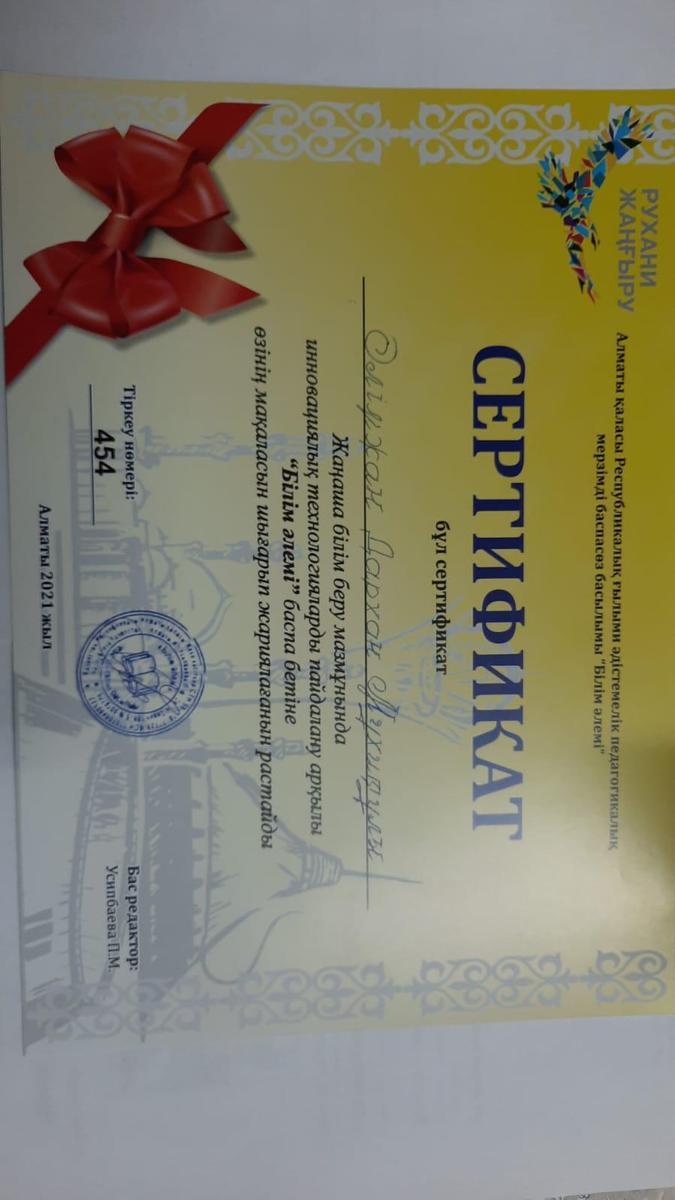 РУХАНИ
ЖАҢҒЫРУ
Алматы қаласы Республикалық ғылыми әдістемелік педагогикалық
мерзімді баспасөз басылымы "Білім әлемі"
СЕРТИФИКАТ
бұл сертификат
Әлімжан Дархан Мұхитұлы
Жаңаша білім беру мазмұнында
инновациялық технологияларды пайдалану арқылы
“Білім әлемі” баспа бетіне
өзінің мақаласын шығарып жариялағанын растайды
Тіркеу нөмері:
454
Бас редактор:
Усипбаева П.М.
Алматы 2021 жыл